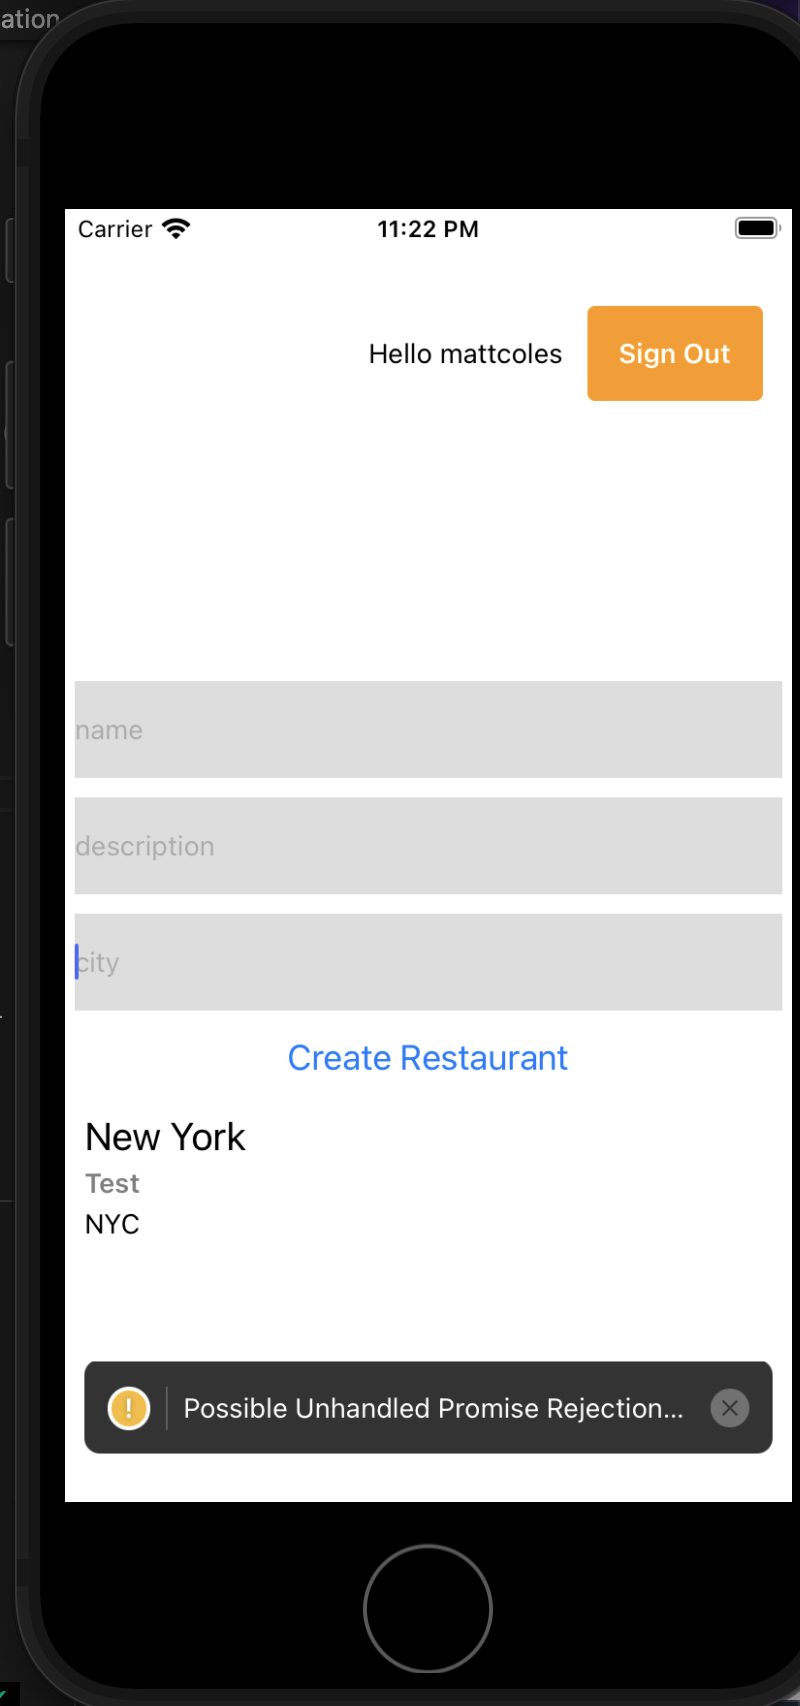 ation
Carrier 11:22 PM
Hello mattcoles Sign Out
name
description
city
Create Restaurant
New York
Test
NYC
! Possible Unhandled Promise Rejection...